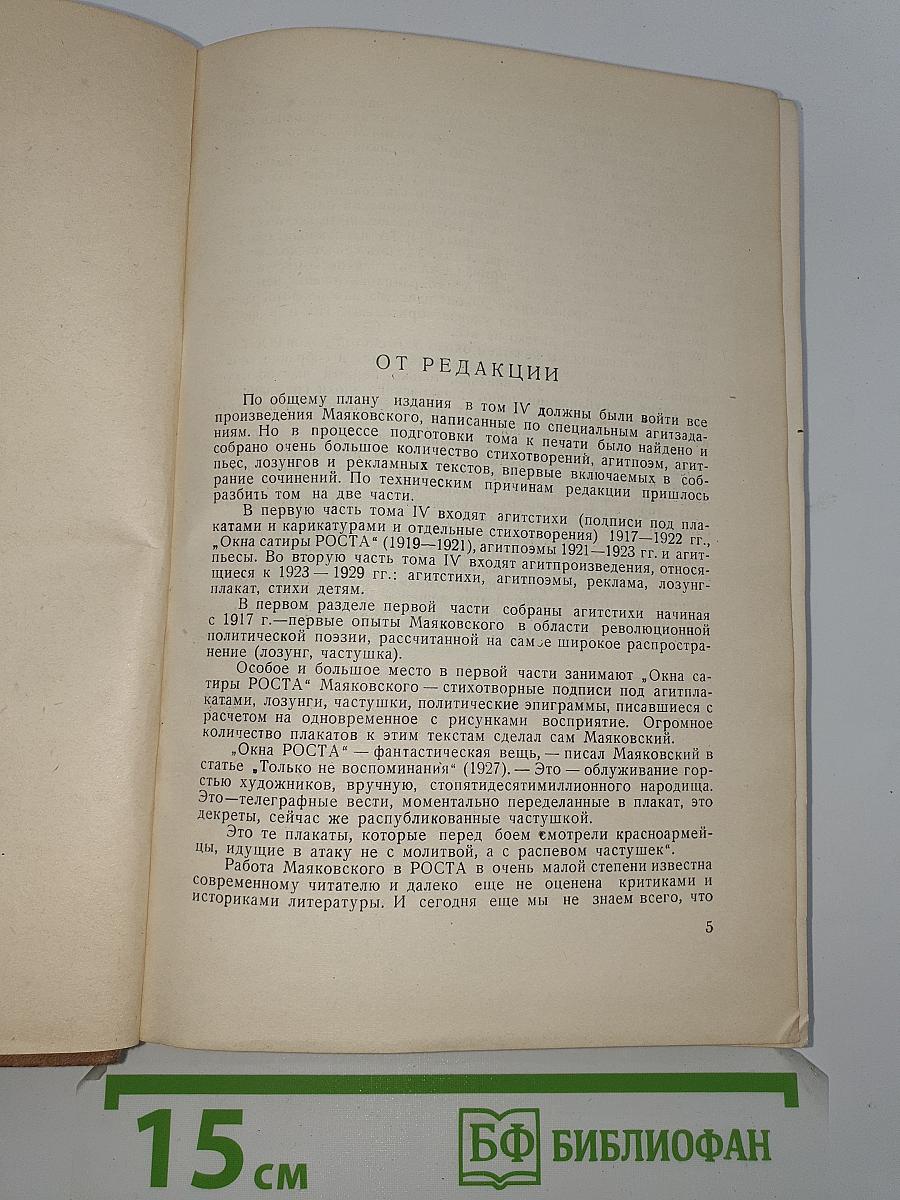 ОТ РЕДАКЦИИ
По общему плану издания в том IV должны были войти все
произведения Маяковского, написанные по специальным агитзада-
ниям. Но в процессе подготовки тома к печати было найдено и
собрано очень большое количество стихотворений, агитпоэм, агит-
пьес, лозунгов и рекламных текстов, впервые включаемых в соб-
рание сочинений. По техническим причинам редакции пришлось
разбить том на две части.
В первую часть тома IV входят агитстихи (подписи под пла-
катами и карикатурами и отдельные стихотворения) 1917—1922 гг.,
„Окна сатиры РОСТА“ (1919—1921), агитпоэмы 1921—1923 гг. и агит-
пьесы. Во вторую часть тома IV входят агитпроизведения, относя-
щиеся к 1923 — 1929 гг.: агитстихи, агитпоэмы, реклама, лозунг-
плакат, стихи детям.
В первом разделе первой части собраны агитстихи начиная
с 1917 г.—первые опыты Маяковского в области революционной
политической поэзии, рассчитанной на самое широкое распростра-
нение (лозунг, частушка).
Особое и большое место в первой части занимают „Окна са-
тиры РОСТА“ Маяковского — стихотворные подписи под агитпла-
катами, лозунги, частушки, политические эпиграммы, писавшиеся с
расчетом на одновременное с рисунками восприятие. Огромное
количество плакатов к этим текстам сделал сам Маяковский.
„Окна РОСТА“ — фантастическая вещь, — писал Маяковский в
статье „Только не воспоминания“ (1927). — Это — облуживание гор-
стью художников, вручную, стопятидесятимиллионного народища.
Это—телеграфные вести, моментально переделанные в плакат, это
декреты, сейчас же распубликованные частушкой.
Это те плакаты, которые перед боем смотрели красноармей-
цы, идущие в атаку не с молитвой, а с распевом частушек“.
Работа Маяковского в РОСТА в очень малой степени известна
современному читателю и далеко еще не оценена критиками и
историками литературы. И сегодня еще мы не знаем всего, что
5
15 см
БФ БИБЛИОФАН